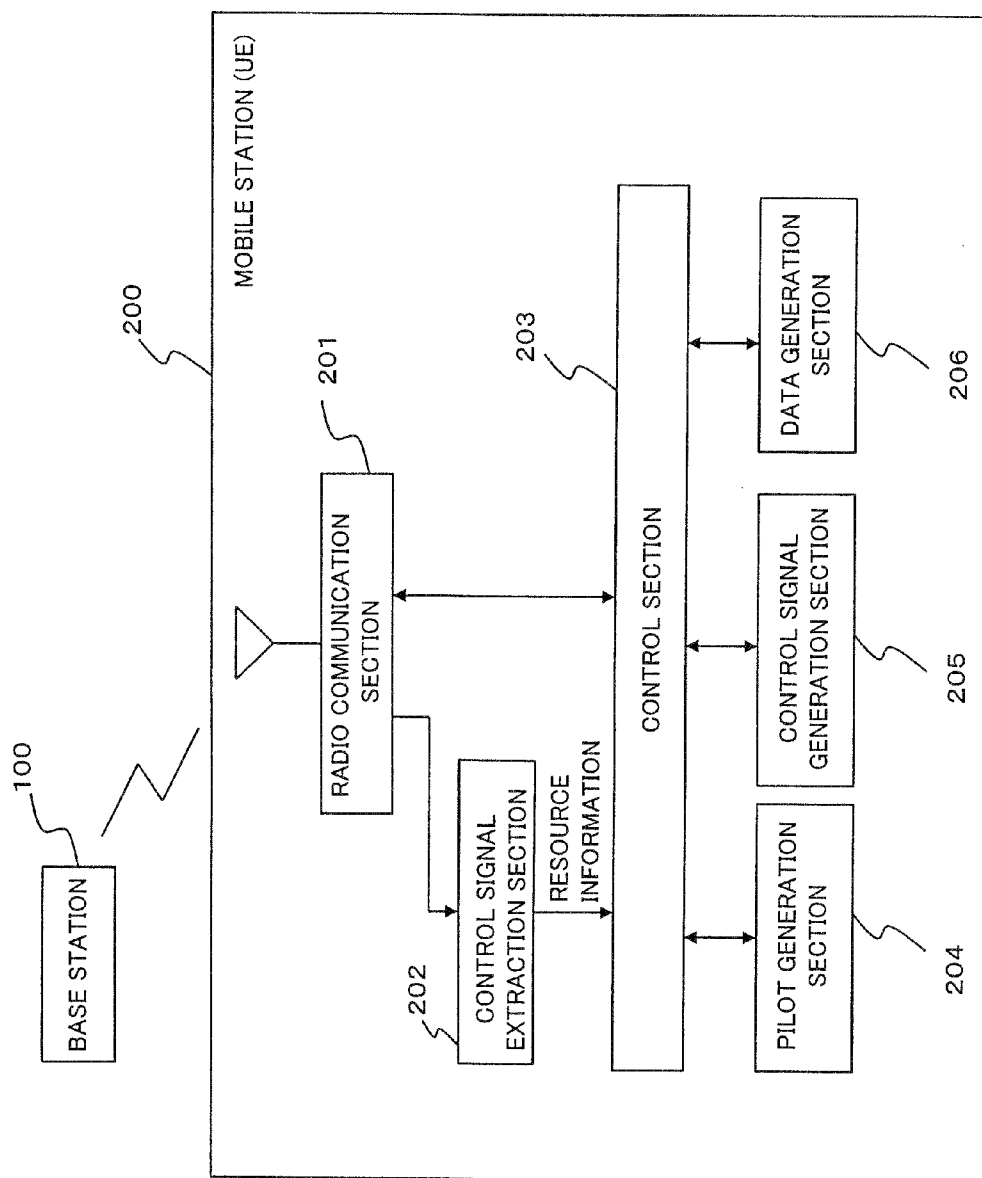 BASE STATION
100
200
MOBILE STATION (UE)
RADIO COMMUNICATION
SECTION
201
202
CONTROL SIGNAL
EXTRACTION SECTION
RESOURCE
INFORMATION
CONTROL SECTION
203
PILOT GENERATION
SECTION
204
CONTROL SIGNAL
GENERATION SECTION
205
DATA GENERATION
SECTION
206